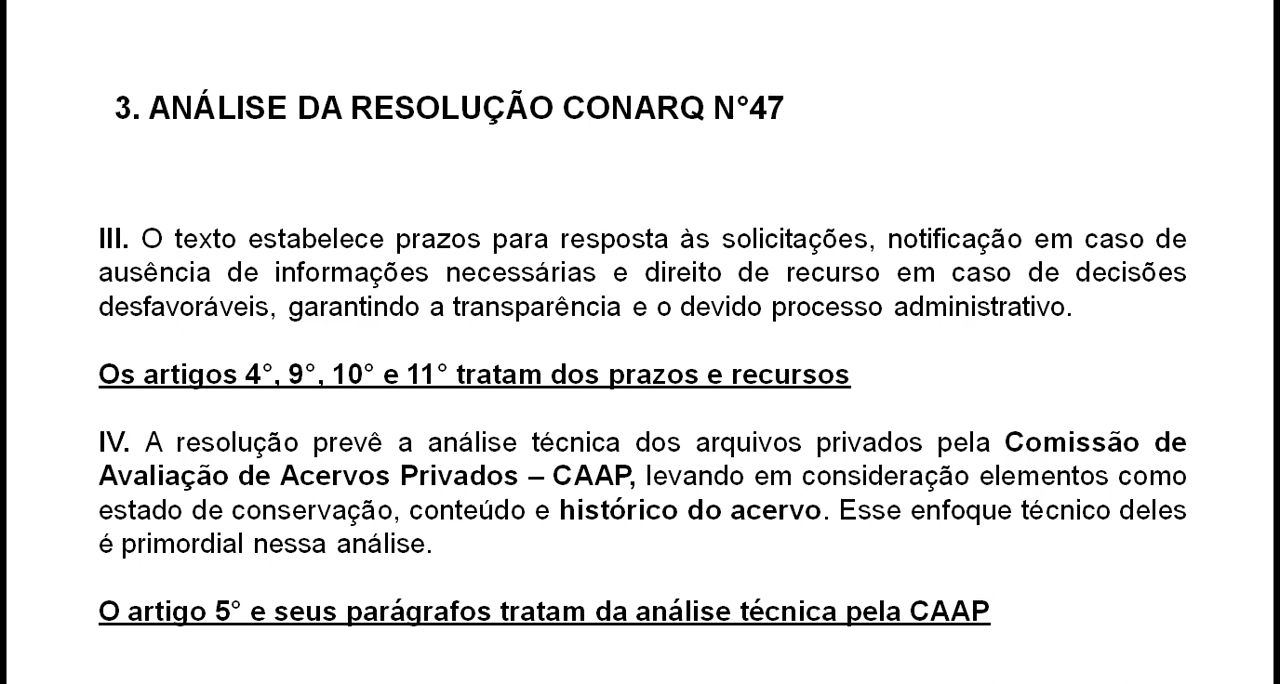 3. ANÁLISE DA RESOLUÇÃO CONARQ N°47
III. O texto estabelece prazos para resposta às solicitações, notificação em caso de
ausência de informações necessárias e direito de recurso em caso de decisões
desfavoráveis, garantindo a transparência e o devido processo administrativo.
Os artigos 4°, 9°, 10° e 11° tratam dos prazos e recursos
IV. A resolução prevê a análise técnica dos arquivos privados pela Comissão de
Avaliação de Acervos Privados – CAAP, levando em consideração elementos como
estado de conservação, conteúdo e histórico do acervo. Esse enfoque técnico deles
é primordial nessa análise.
O artigo 5° e seus parágrafos tratam da análise técnica pela CAAP